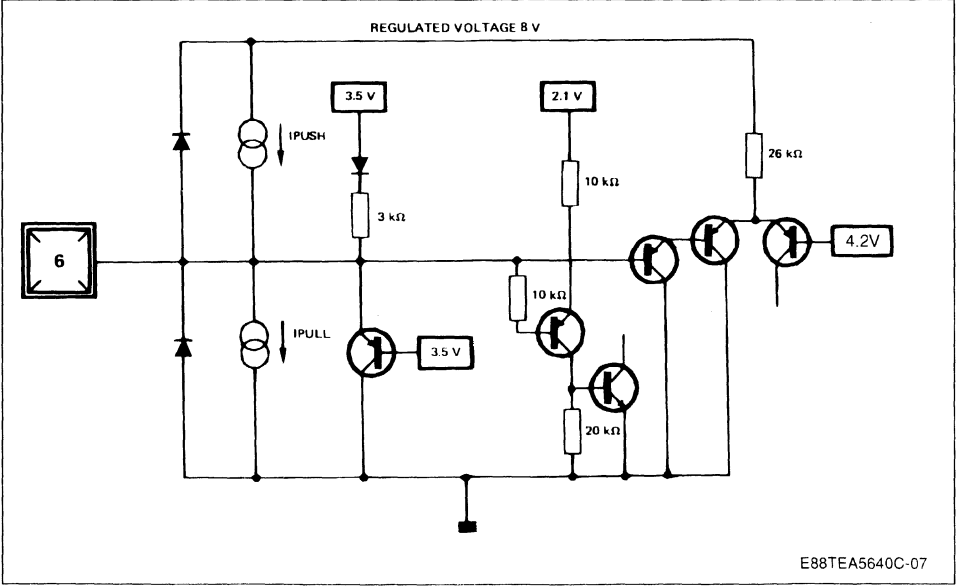 REGULATED VOLTAGE 8 V
3.5 V
2.1 V
IPUSH
26 kΩ
10 kΩ
3 kΩ
4.2V
6
10 kΩ
IPULL
3.5 V
20 kΩ
E88TEA5640C-07